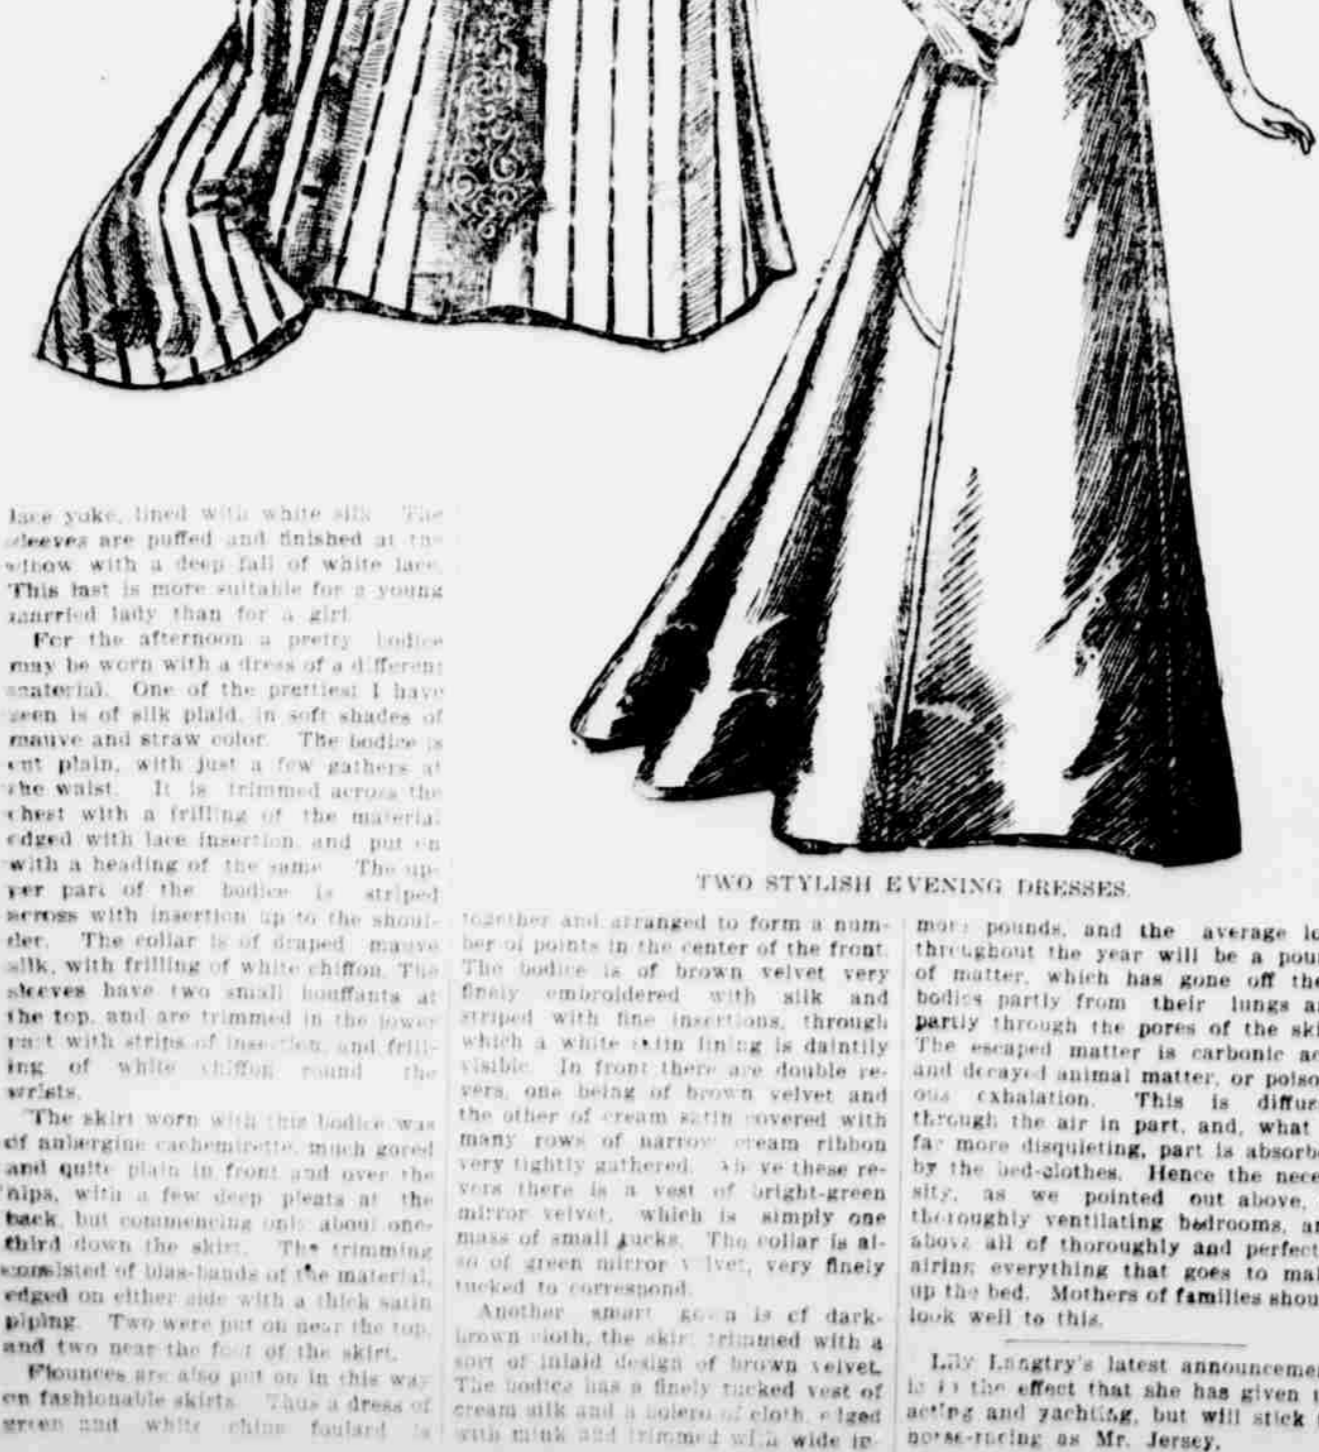 lace yoke, lined with white silk The
sleeves are puffed and finished at the
elbow with a deep fall of white lace.
This last is more suitable for a young
married lady than for a girl
For the afternoon a pretty bodice
may be worn with a dress of a different
material. One of the prettiest I have
seen is of silk plaid, in soft shades of
mauve and straw color. The bodice is
cut plain, with just a few gathers at
the waist. It is trimmed across the
chest with a frilling of the material
edged with lace insertion, and put on
with a heading of the same The up-
per part of the bodice is striped
across with insertion up to the shoul-
der. The collar is of draped mauve
silk, with frilling of white chiffon. The
sleeves have two small bouffants at
the top, and are trimmed in the lower
part with strips of insertion, and frill-
ing of white chiffon round the
wrists.
The skirt worn with this bodice was
of aubergine cachemirette, much gored
and quite plain in front and over the
hips, with a few deep pleats at the
back, but commencing only about one-
third down the skirt. The trimming
consisted of bias-bands of the material,
edged on either side with a thick satin
piping. Two were put on near the top,
and two near the foot of the skirt.
Flounces are also put on in this way
on fashionable skirts. Thus a dress of
green and white chine foulard is
TWO STYLISH EVENING DRESSES.
together and arranged to form a num-
ber of points in the center of the front.
The bodice is of brown velvet very
finely embroidered with silk and
striped with fine insertions, through
which a white satin lining is daintily
visible. In front there are double re-
vers, one being of brown velvet and
the other of cream satin covered with
many rows of narrow cream ribbon
very tightly gathered. Above these re-
vers there is a vest of bright-green
mirror velvet, which is simply one
mass of small tucks. The collar is al-
so of green mirror velvet, very finely
tucked to correspond.
Another smart gown is of dark-
brown cloth, the skirt trimmed with a
sort of inlaid design of brown velvet.
The bodice has a finely tucked vest of
cream silk and a bolero of cloth, edged
with mink and trimmed with wide in-
more pounds, and the average
throughout the year will be a
of matter, which has gone off
bodies partly from their lungs
partly through the pores of the
The escaped matter is carbonic
and decayed animal matter, or
ous exhalation. This is
through the air in part, and, what
far more disquieting, part is
by the bed-clothes. Hence the
sity, as we pointed out above,
thoroughly ventilating bedrooms,
above all of thoroughly and
airing everything that goes to
up the bed. Mothers of families
look well to this.
Lily Langtry's latest
is to the effect that she has given
acting and yachting, but will stick
horse-racing as Mr. Jersey.